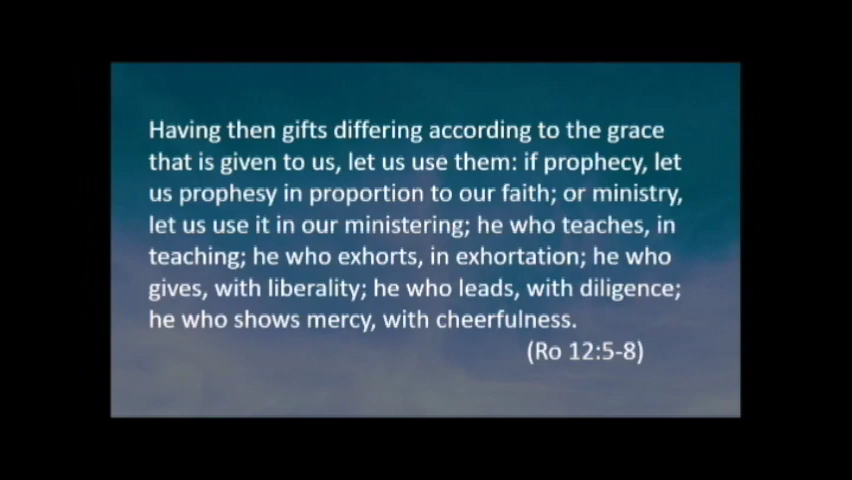 Having then gifts differing according to the grace
that is given to us, let us use them: if prophecy, let
us prophesy in proportion to our faith; or ministry,
let us use it in our ministering; he who teaches, in
teaching; he who exhorts, in exhortation; he who
gives, with liberality; he who leads, with diligence;
he who shows mercy, with cheerfulness.
(Ro 12:5-8)